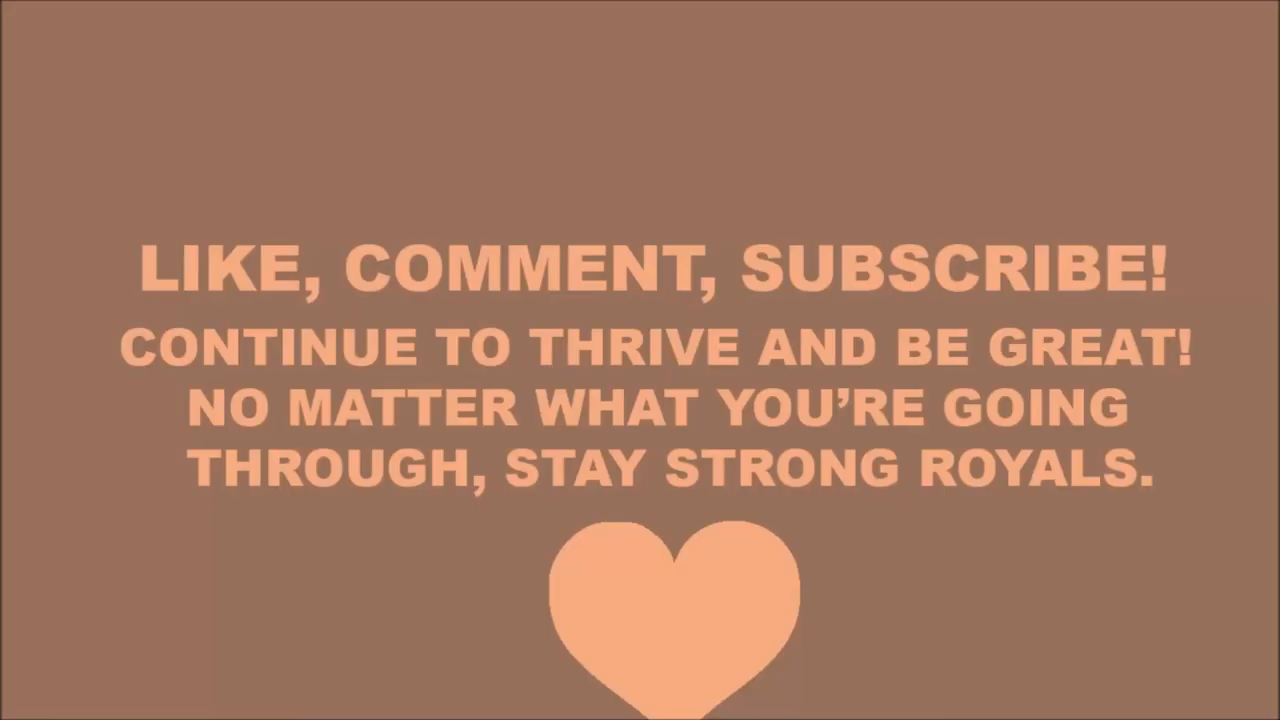 LIKE, COMMENT, SUBSCRIBE!
CONTINUE TO THRIVE AND BE GREAT!
NO MATTER WHAT YOU’RE GOING
THROUGH, STAY STRONG ROYALS.